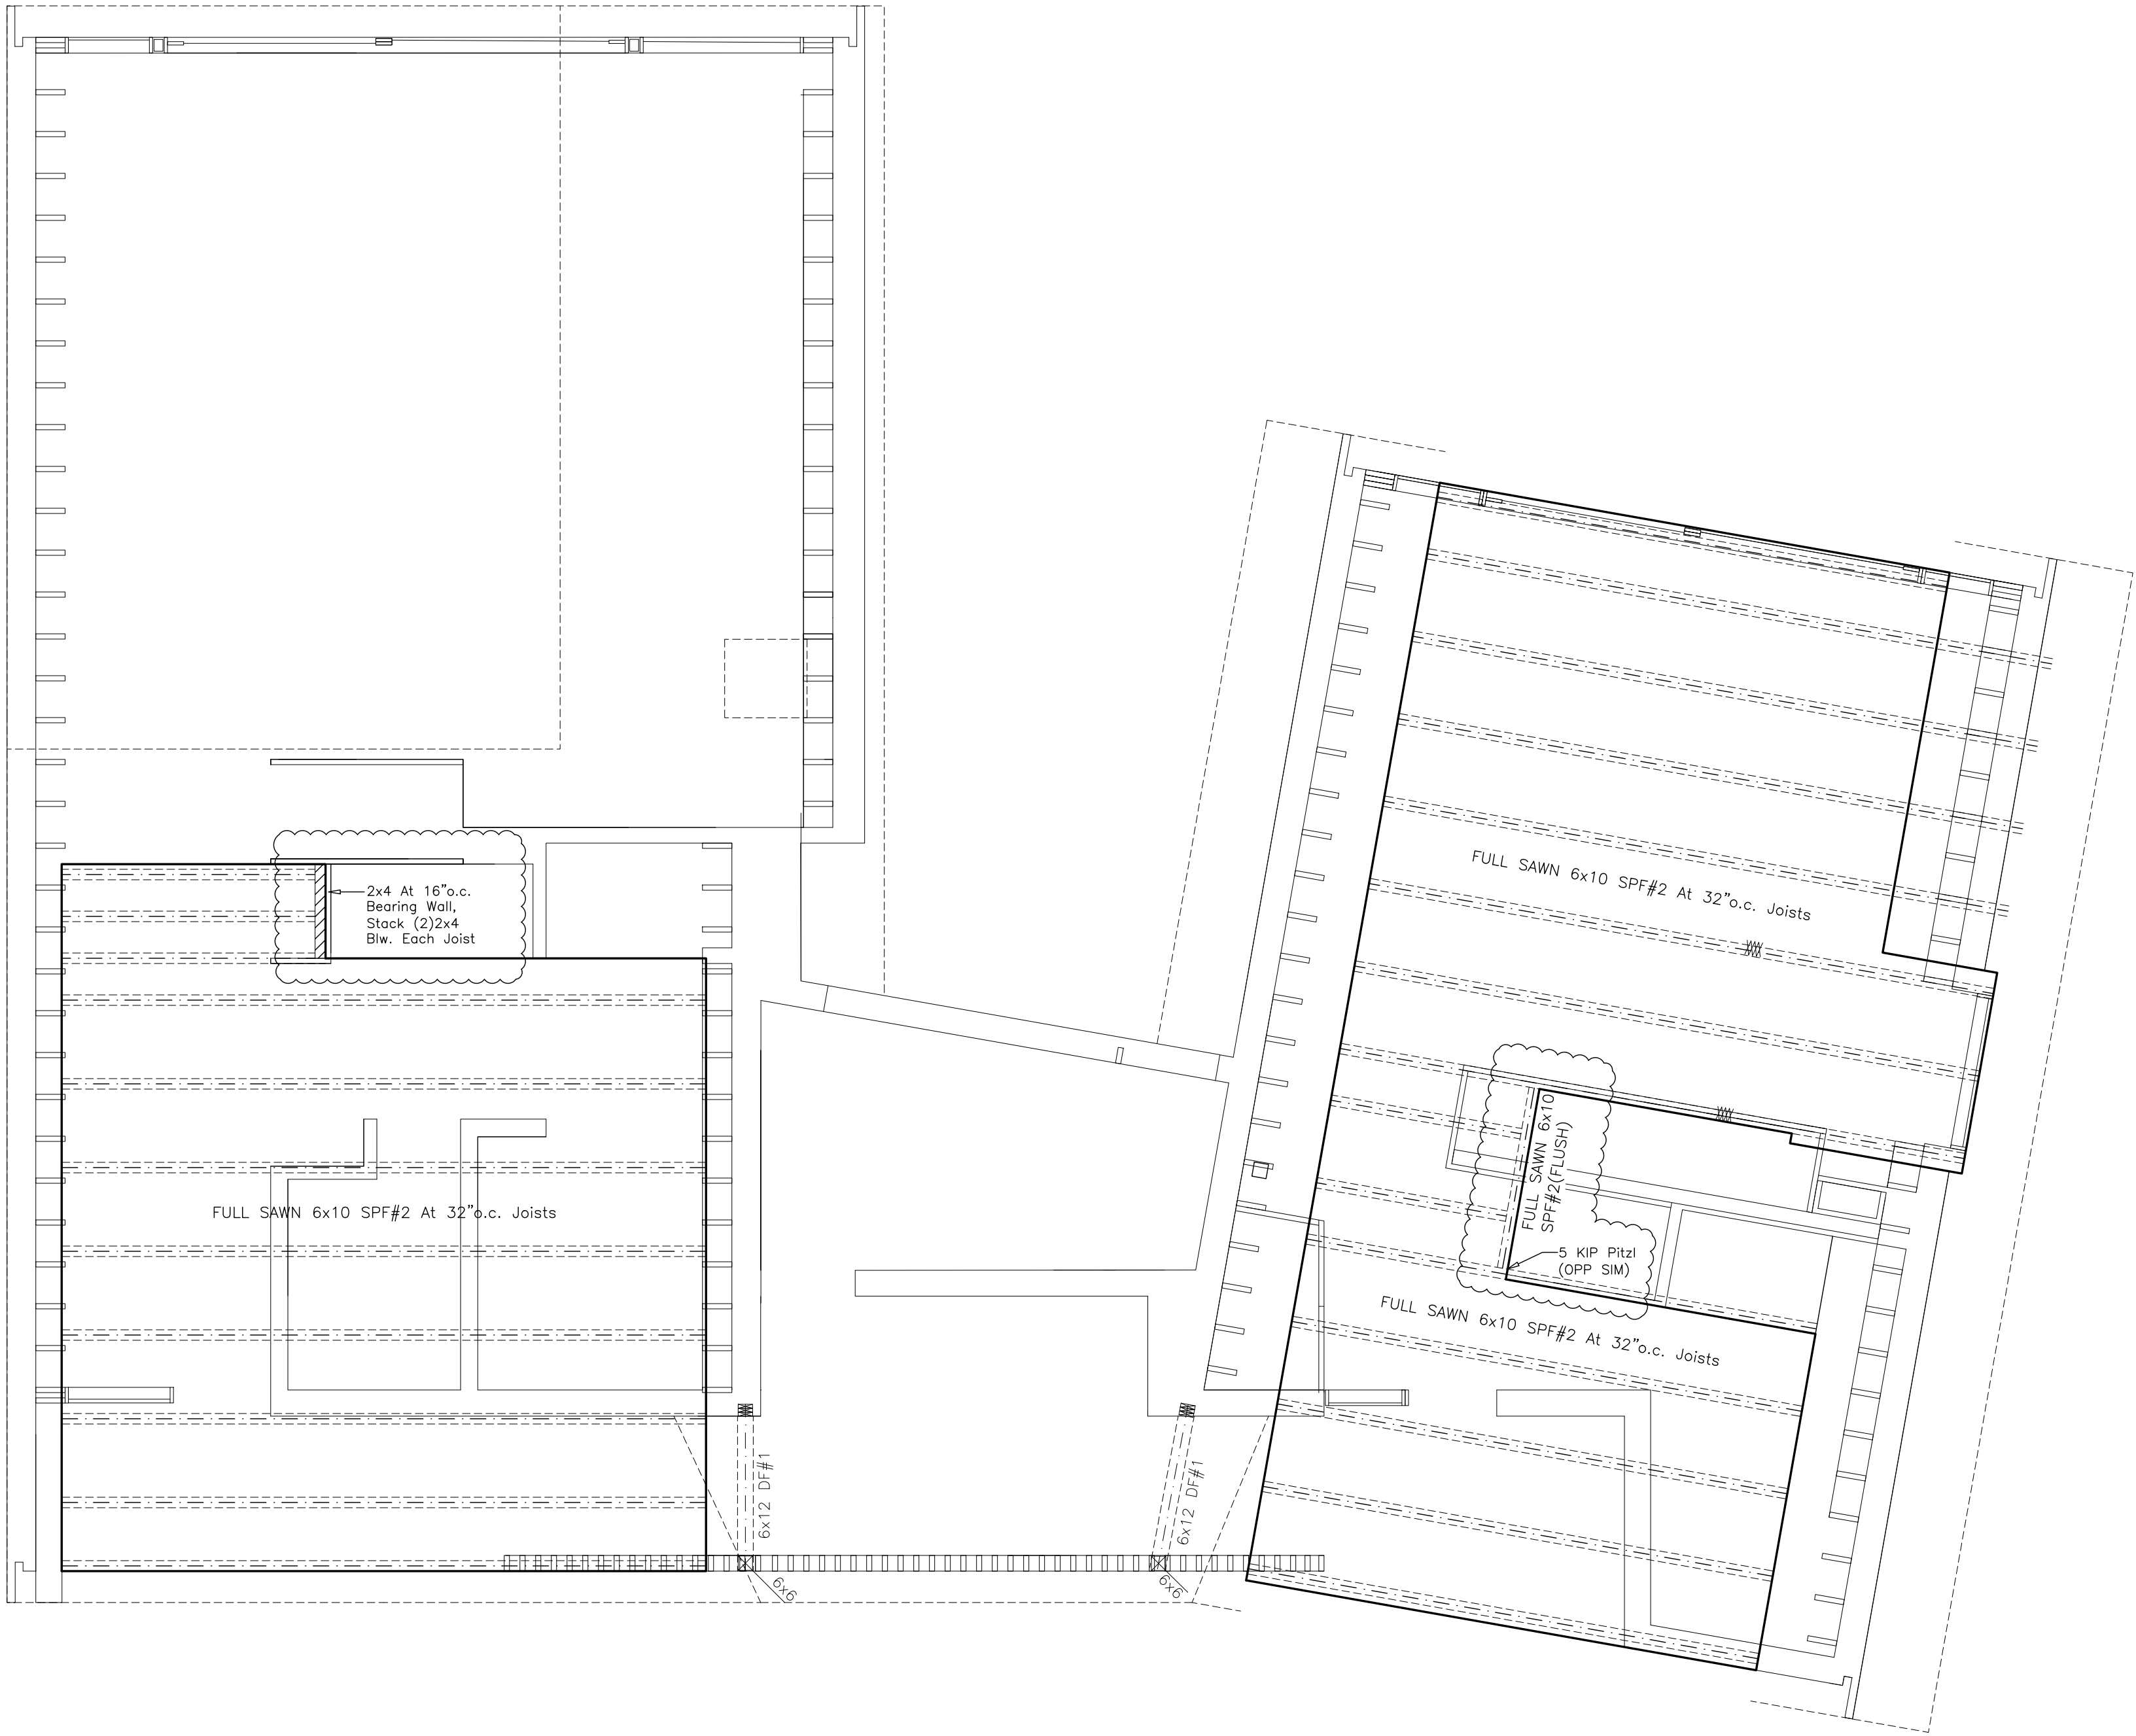 2x4 At 16"o.c.
Bearing Wall,
Stack (2)2x4
Blw. Each Joist
FULL SAWN 6x10 SPF#2 At 32"o.c. Joists
6x12 DF#1
6x6
6x12 DF#1
6x6
FULL SAWN 6x10 SPF#2 At 32"o.c. Joists
FULL SAWN 6x10
SPF#2(FLUSH)
5 KIP Pitzl
(OPP SIM)
FULL SAWN 6x10 SPF#2 At 32"o.c. Joists